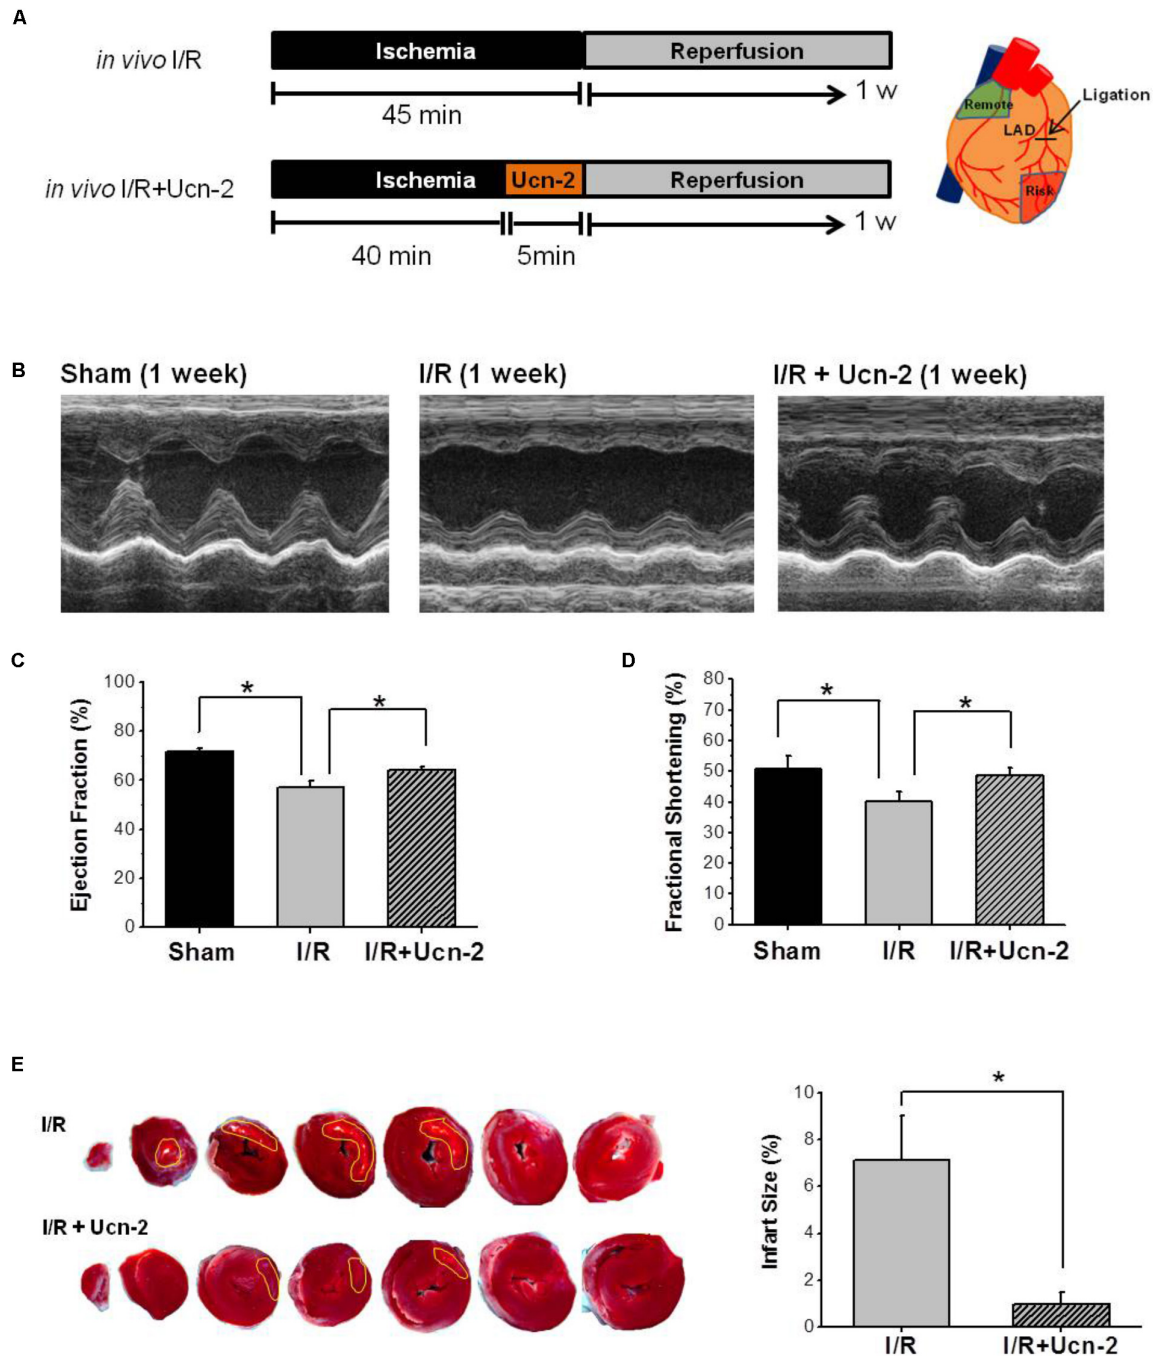 A
in vivo I/R
Ischemia
Reperfusion
45 min
1 w
in vivo I/R+Ucn-2
Ischemia
Ucn-2
Reperfusion
40 min
5min
1 w
Remote
LAD
Ligation
Risk
B
Sham (1 week)
I/R (1 week)
I/R + Ucn-2 (1 week)
C
Ejection Fraction (%)
100
80
60
40
20
0
*
*
Sham
I/R
I/R+Ucn-2
D
Fractional Shortening (%)
80
70
60
50
40
30
20
10
0
*
*
Sham
I/R
I/R+Ucn-2
E
I/R
I/R + Ucn-2
Infart Size (%)
10
8
6
4
2
0
*
I/R
I/R+Ucn-2